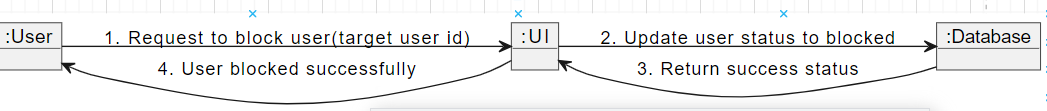 :User
1. Request to block user(target user id)
:UI
2. Update user status to blocked
:Database
4. User blocked successfully
3. Return success status